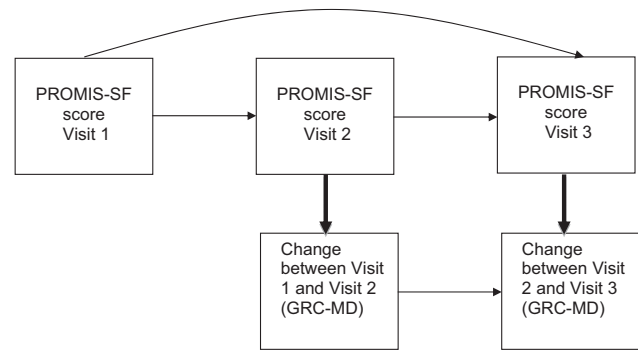 PROMIS-SF
score
Visit 1
PROMIS-SF
score
Visit 2
PROMIS-SF
score
Visit 3
Change
between Visit
1 and Visit 2
(GRC-MD)
Change
between Visit
2 and Visit 3
(GRC-MD)